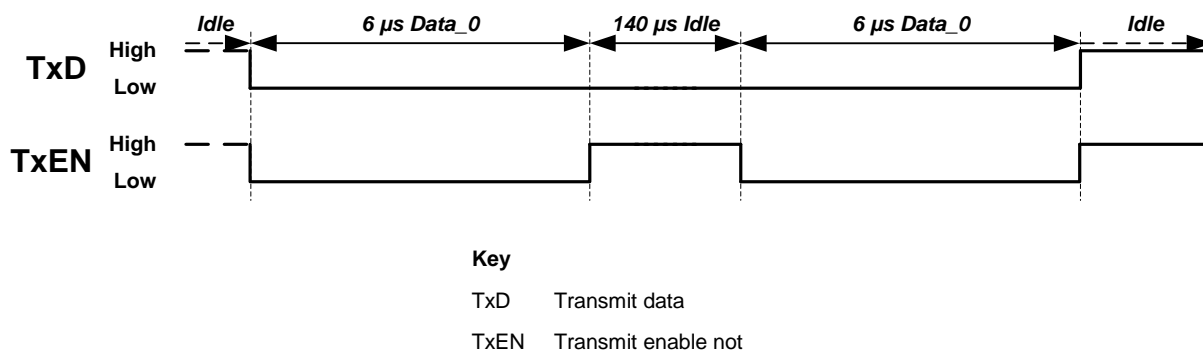 Idle 6 µs Data_0 140 µs Idle 6 µs Data_0 Idle
High
TxD
Low
High
TxEN
Low
Key
TxD Transmit data
TxEN Transmit enable not